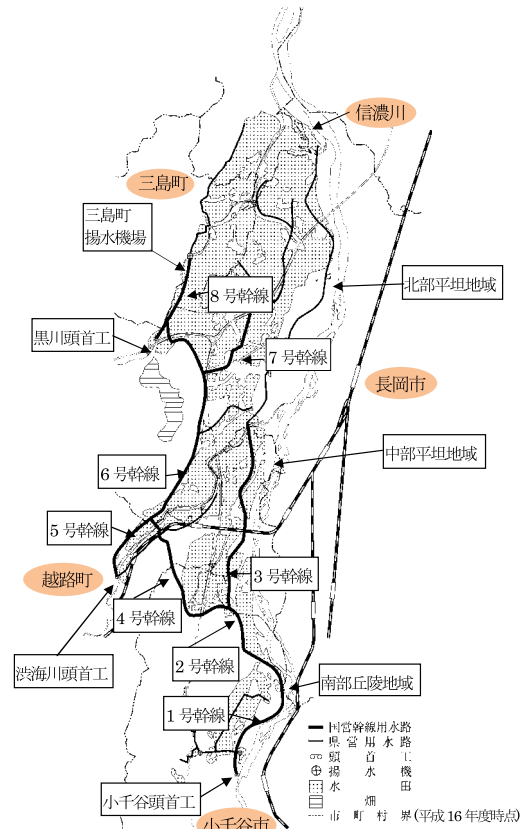 信濃川
三島町
三島町
揚水機場
8号幹線
北部平坦地域
黒川頭首工
7号幹線
長岡市
中部平坦地域
6号幹線
5号幹線
3号幹線
越路町
4号幹線
2号幹線
渋海川頭首工
南部丘陵地域
1号幹線
国営幹線用水路
県営用水路
頭首工
揚水機
水田
畑
市町村界(平成16年度時点)
小千谷頭首工
小千谷市